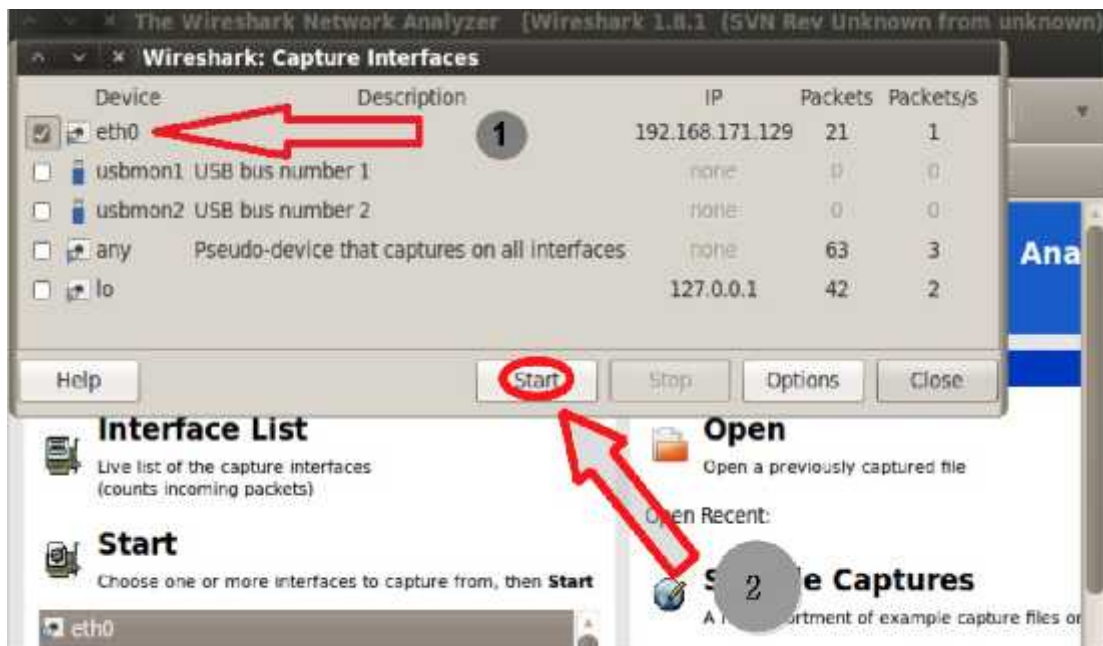 The Wireshark Network Analyzer [Wireshark 1.8.1 (SVN Rev Unknown from unknown)
Wireshark: Capture Interfaces
Device Description IP Packets Packets/s
eth0 192.168.171.129 21 1
1
usbmon1 USB bus number 1 none 0 0
usbmon2 USB bus number 2 none 0 0
any Pseudo-device that captures on all interfaces none 63 3
lo 127.0.0.1 42 2
Ana
Help Start Stop Options Close
Interface List
Live list of the capture interfaces
(counts incoming packets)
Start
Choose one or more interfaces to capture from, then Start
eth0
Open
Open a previously captured file
Open Recent:
2
Captures
of example capture files